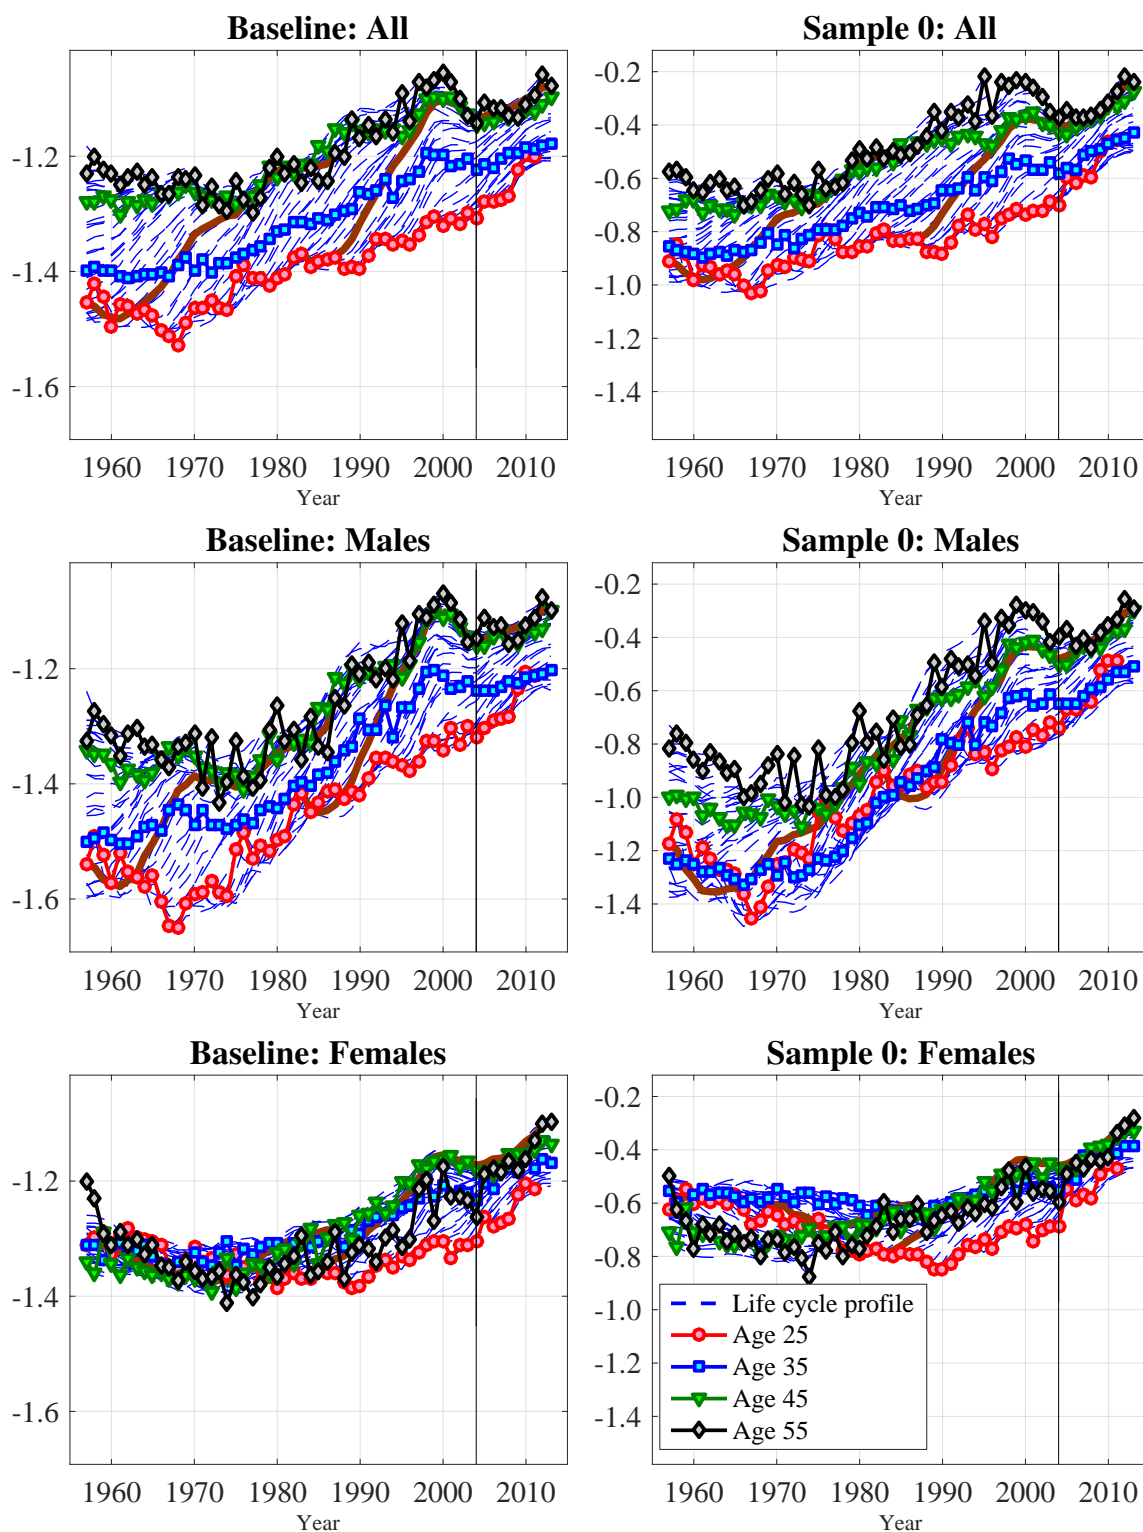 Baseline: All
-1.2
-1.4
-1.6
1960 1970 1980 1990 2000 2010
Year
Sample 0: All
-0.2
-0.4
-0.6
-0.8
-1.0
-1.2
-1.4
1960 1970 1980 1990 2000 2010
Year
Baseline: Males
-1.2
-1.4
-1.6
1960 1970 1980 1990 2000 2010
Year
Sample 0: Males
-0.2
-0.4
-0.6
-0.8
-1.0
-1.2
-1.4
1960 1970 1980 1990 2000 2010
Year
Baseline: Females
-1.2
-1.4
-1.6
1960 1970 1980 1990 2000 2010
Year
Sample 0: Females
-0.2
-0.4
-0.6
-0.8
-1.0
-1.2
-1.4
Life cycle profile
Age 25
Age 35
Age 45
Age 55
1960 1970 1980 1990 2000 2010
Year